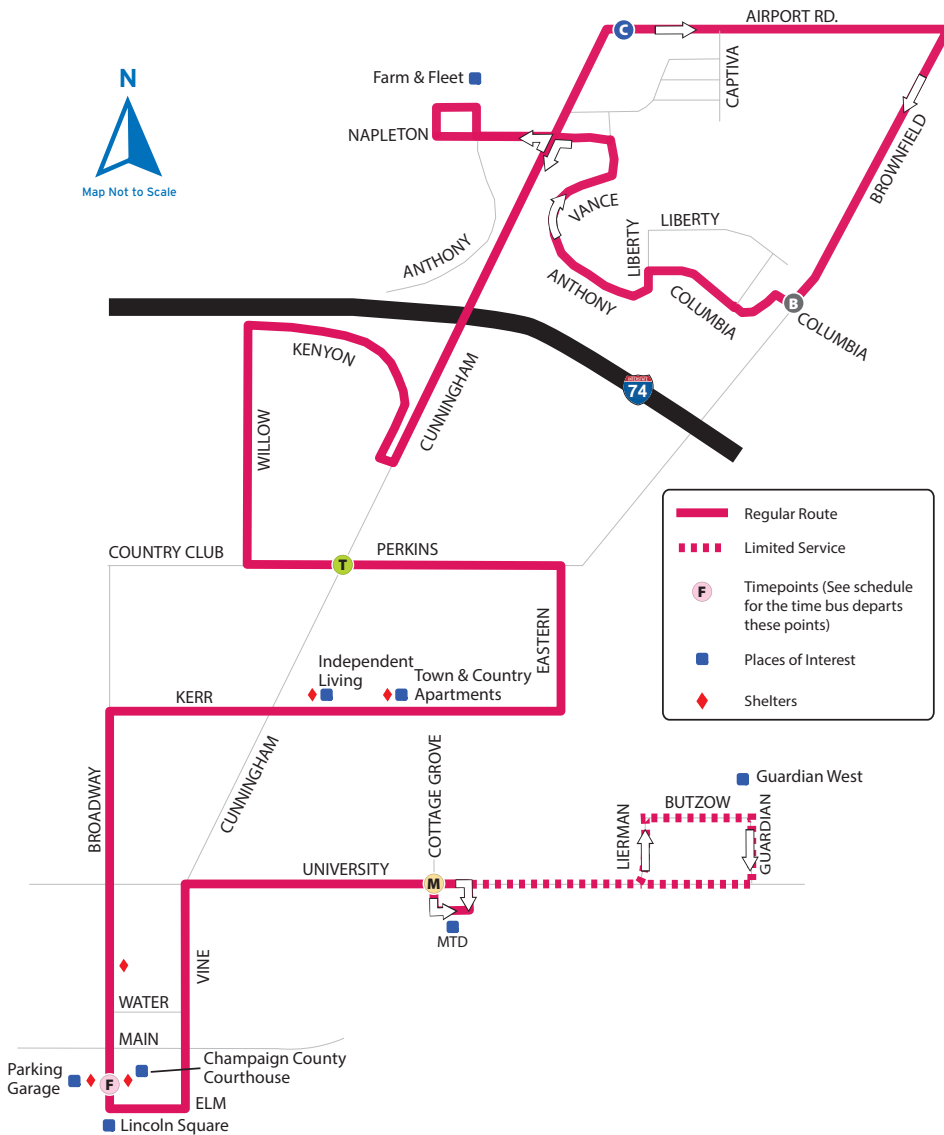 AIRPORT RD.
C
CAPTIVA
Farm & Fleet
N
Map Not to Scale
NAPLETON
BROWNFIELD
VANCE
LIBERTY
LIBERTY
ANTHONY
ANTHONY
COLUMBIA
B
COLUMBIA
KENYON
CUNNINGHAM
INTERSTATE
74
WILLOW
COUNTRY CLUB
T
PERKINS
EASTERN
Regular Route
Limited Service
F
Timepoints (See schedule
for the time bus departs
these points)
Places of Interest
Shelters
Independent
Living
Town & Country
Apartments
KERR
CUNNINGHAM
BROADWAY
COTTAGE GROVE
Guardian West
BUTZOW
LIERMAN
GUARDIAN
UNIVERSITY
M
MTD
VINE
WATER
MAIN
Parking
Garage
F
Champaign County
Courthouse
ELM
Lincoln Square